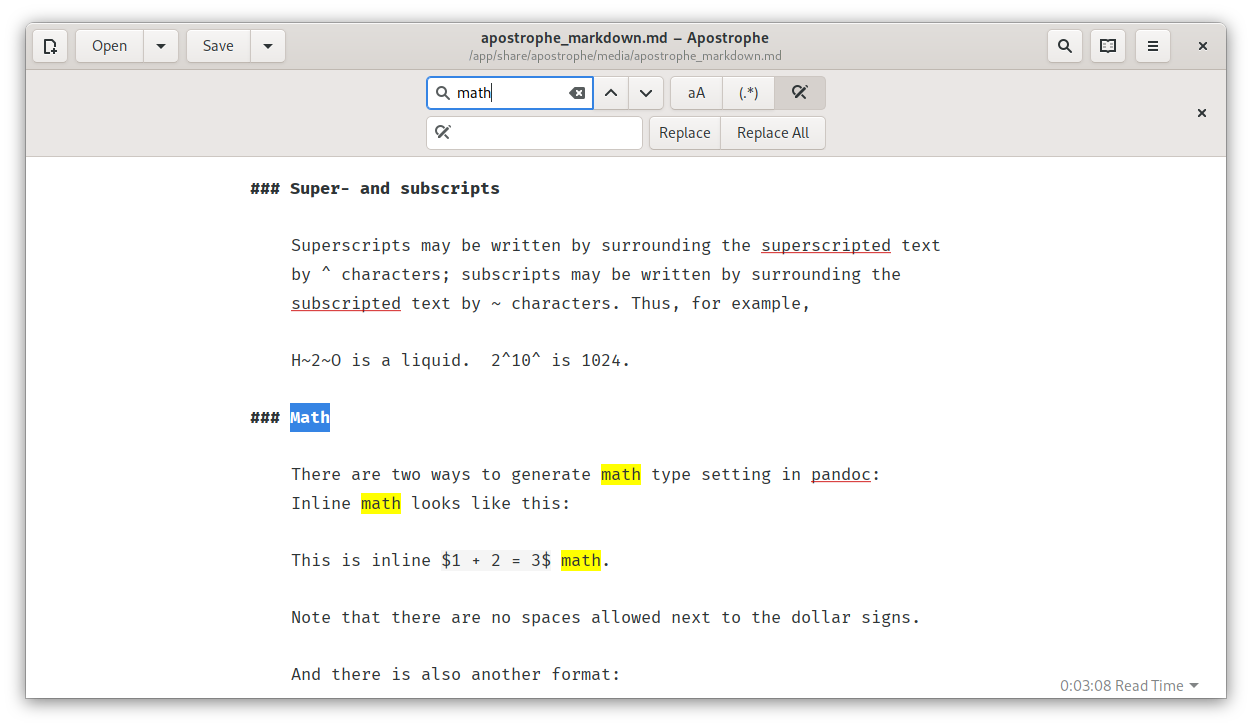 Open
Save
apostrophe_markdown.md – Apostrophe
/app/share/apostrophe/media/apostrophe_markdown.md
math
aA
(.*)
Replace
Replace All
### Super- and subscripts
Superscripts may be written by surrounding the superscripted text
by ^ characters; subscripts may be written by surrounding the
subscripted text by ~ characters. Thus, for example,
H~2~O is a liquid.  2^10^ is 1024.
### Math
There are two ways to generate math type setting in pandoc:
Inline math looks like this:
This is inline $1 + 2 = 3$ math.
Note that there are no spaces allowed next to the dollar signs.
And there is also another format:
0:03:08 Read Time